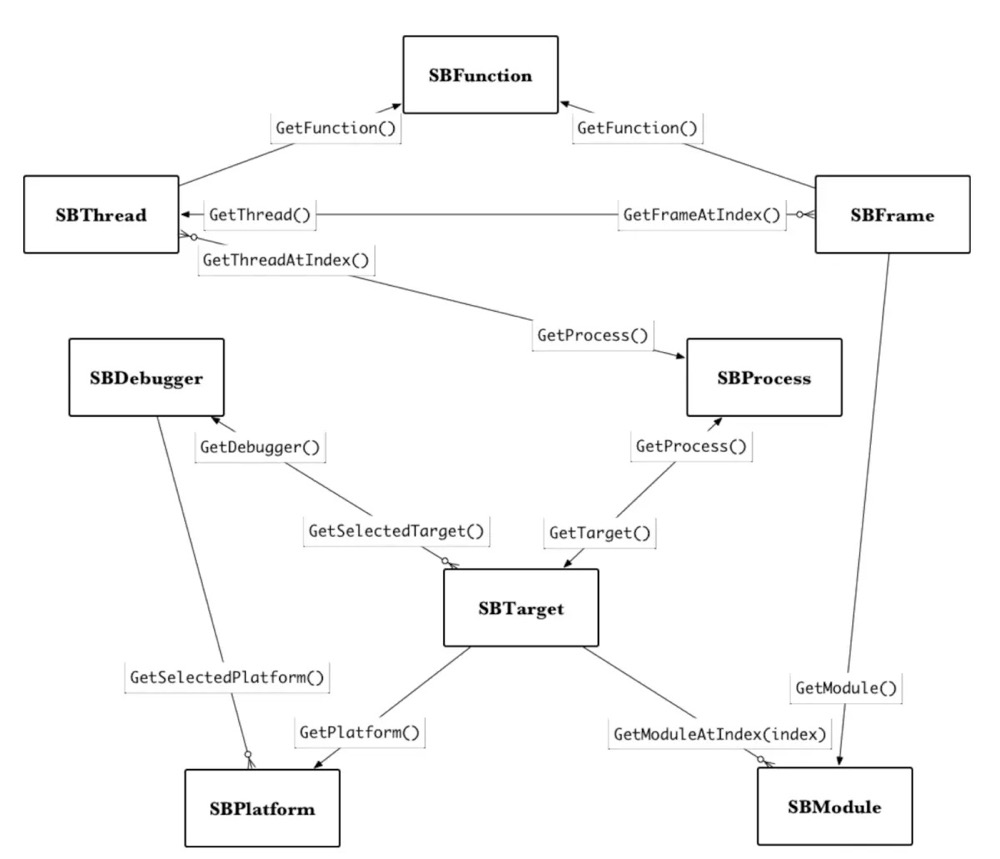 SBFunction
GetFunction()
GetFunction()
SBThread
GetThread()
GetFrameAtIndex()
SBFrame
GetThreadAtIndex()
GetProcess()
SBDebugger
SBProcess
GetDebugger()
GetProcess()
GetSelectedTarget()
GetTarget()
SBTarget
GetSelectedPlatform()
GetModule()
GetPlatform()
GetModuleAtIndex(index)
SBPlatform
SBModule